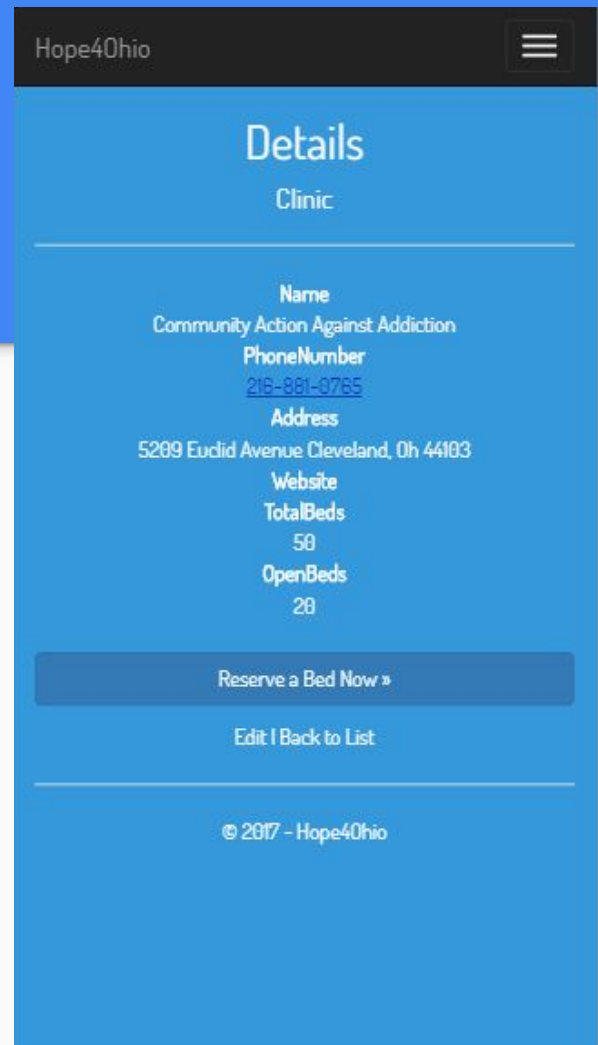 Hope4Ohio
Details
Clinic
Name
Community Action Against Addiction
PhoneNumber
216-881-0765
Address
5209 Euclid Avenue Cleveland, Oh 44103
Website
TotalBeds
50
OpenBeds
20
Reserve a Bed Now »
Edit | Back to List
© 2017 - Hope4Ohio